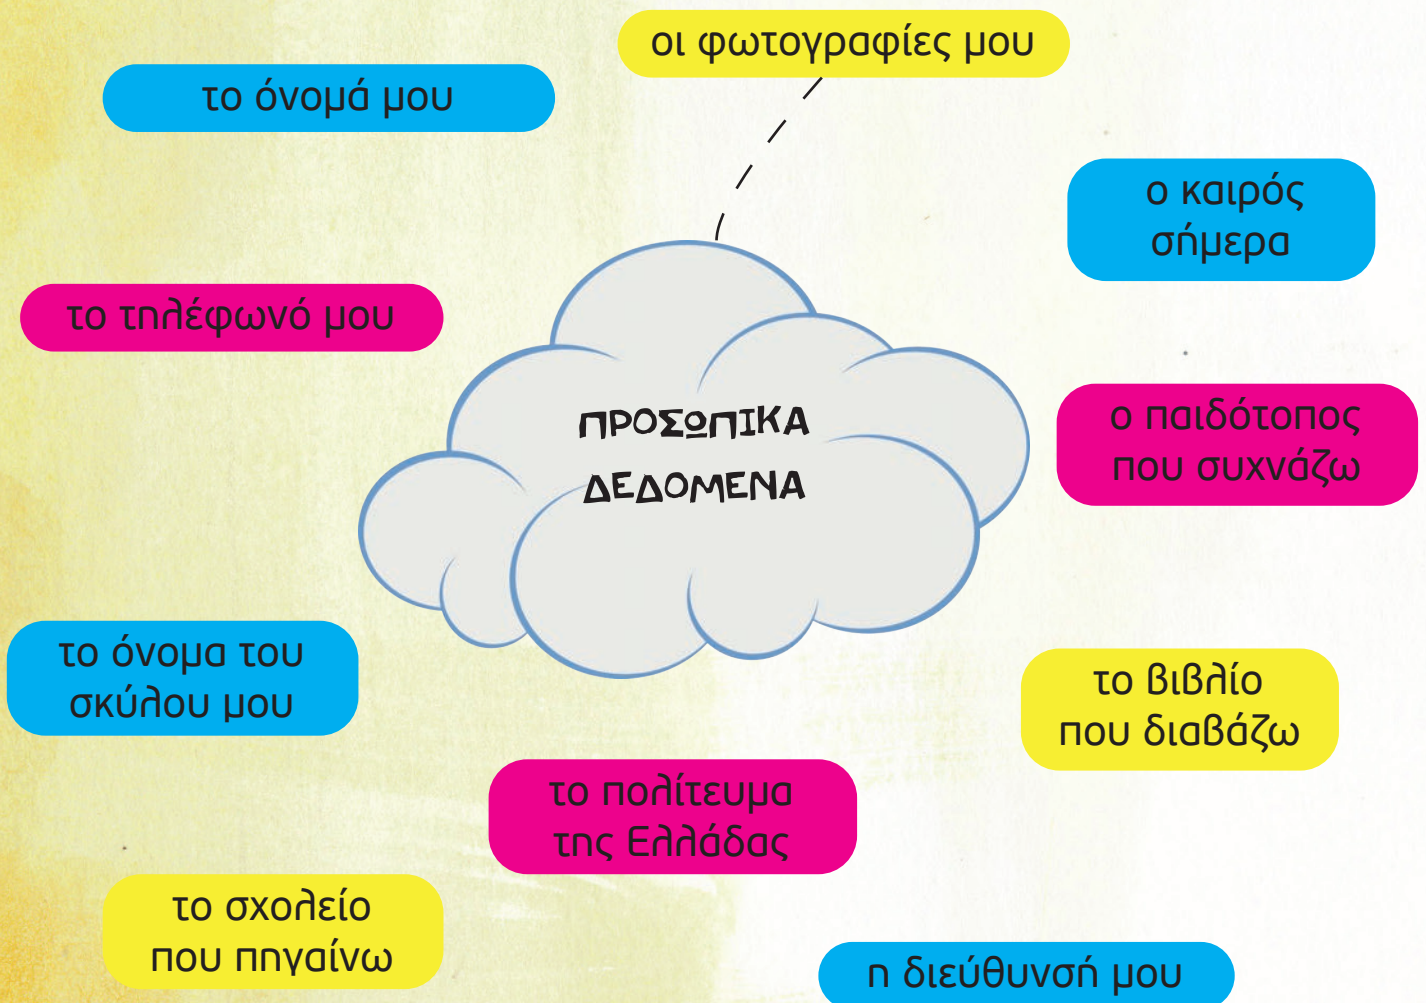 οι φωτογραφίες μου
το όνομά μου
ο καιρός
σήμερα
το τηλέφωνό μου
ο παιδότοπος
που συχνάζω
ΠΡΟΣΩΠΙΚΑ
ΔΕΔΟΜΕΝΑ
το όνομα του
σκύλου μου
το βιβλίο
που διαβάζω
το πολίτευμα
της Ελλάδας
το σχολείο
που πηγαίνω
η διεύθυνσή μου